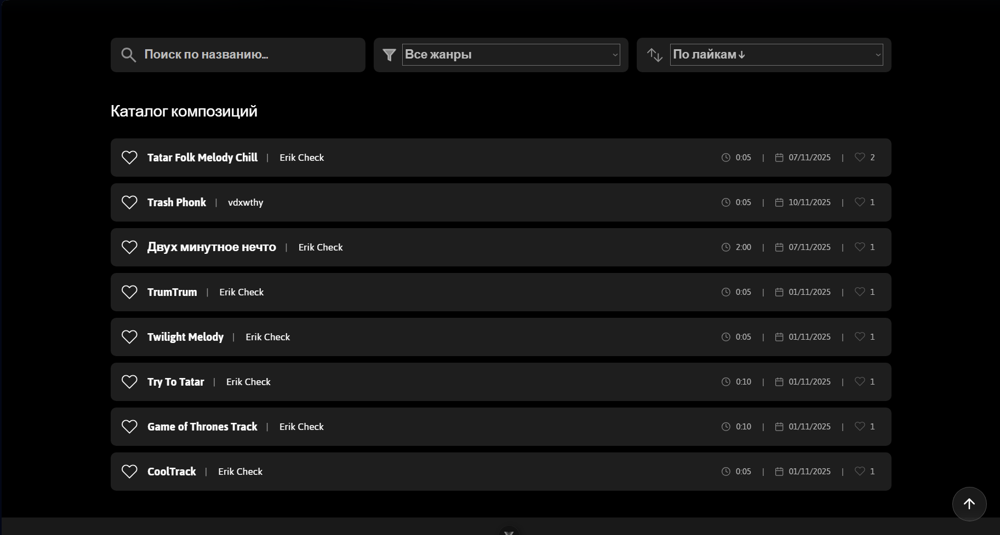 Поиск по названию...
Все жанры
По лайкам↓
Каталог композиций
Tatar Folk Melody Chill | Erik Check 0:05 | 07/11/2025 | 2
Trash Phonk | vdxwthy 0:05 | 10/11/2025 | 1
Двух минутное нечто | Erik Check 2:00 | 07/11/2025 | 1
TrumTrum | Erik Check 0:05 | 01/11/2025 | 1
Twilight Melody | Erik Check 0:05 | 01/11/2025 | 1
Try To Tatar | Erik Check 0:10 | 01/11/2025 | 1
Game of Thrones Track | Erik Check 0:10 | 01/11/2025 | 1
CoolTrack | Erik Check 0:05 | 01/11/2025 | 1